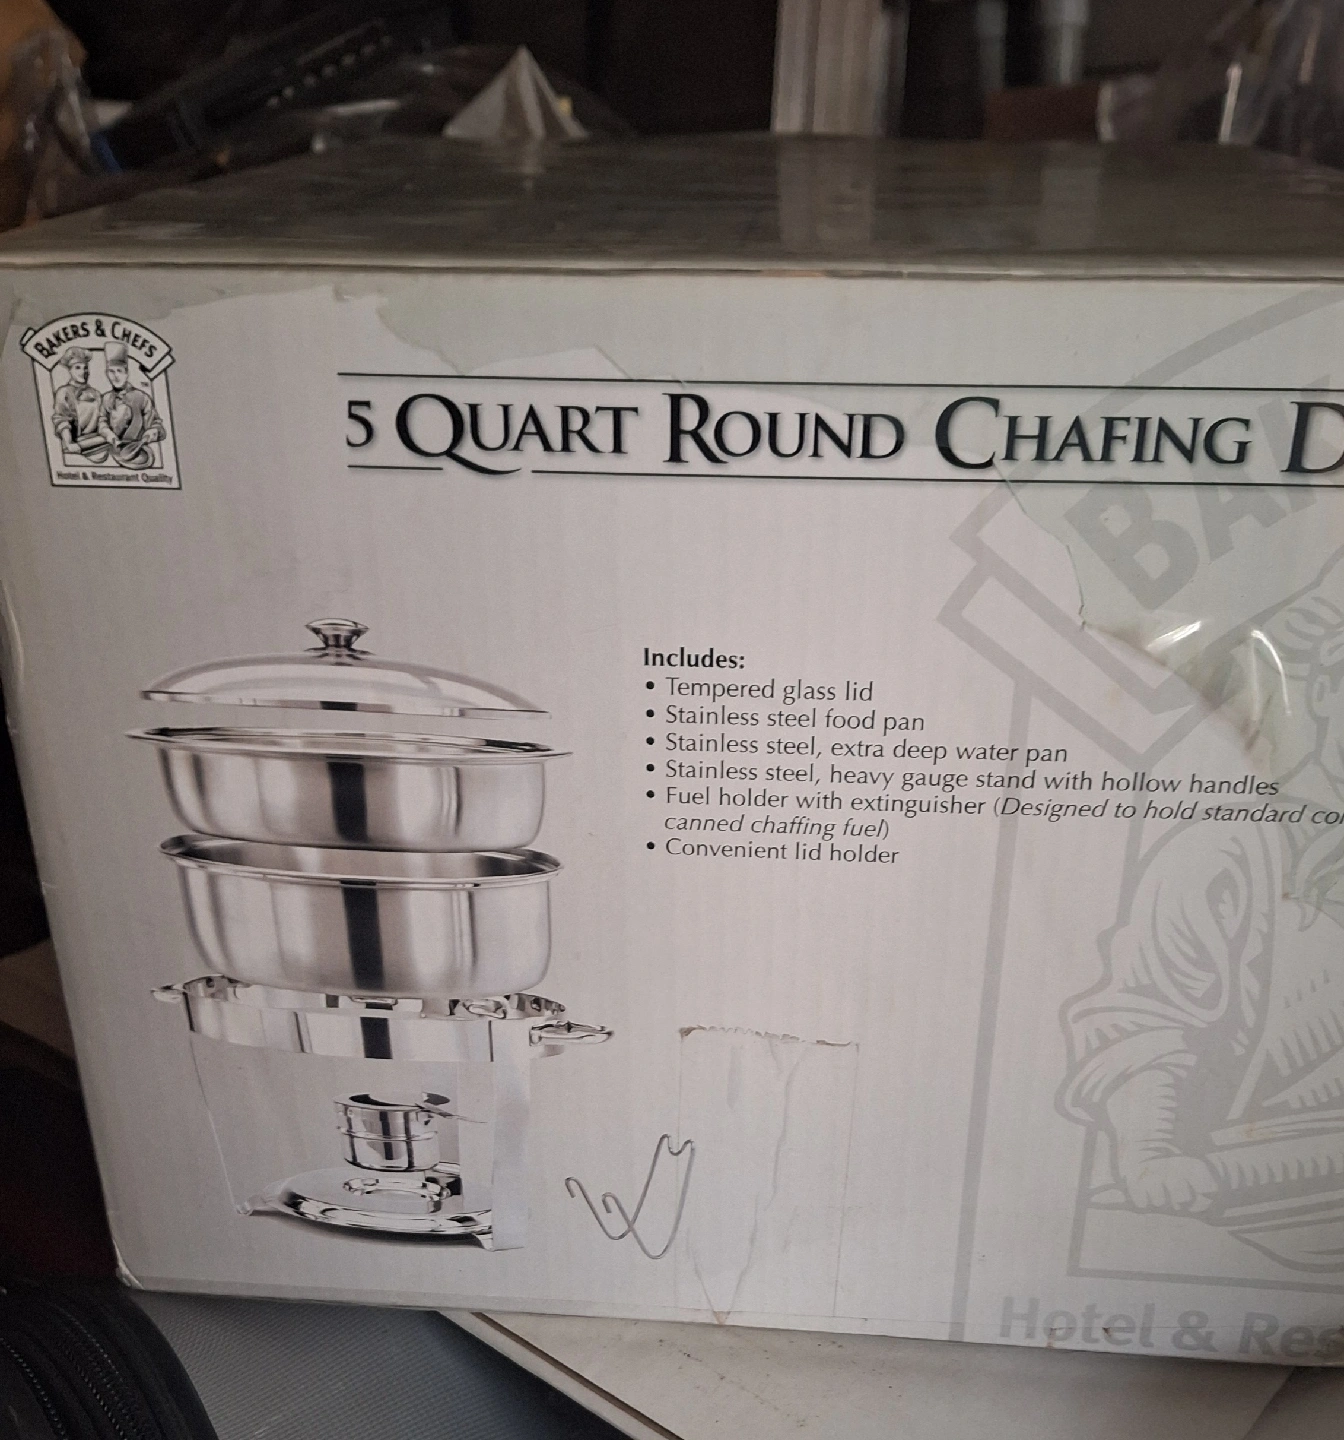 BAKERS & CHEFS
Hotel & Restaurant Quality
5 QUART ROUND CHAFING D
Includes:
• Tempered glass lid
• Stainless steel food pan
• Stainless steel, extra deep water pan
• Stainless steel, heavy gauge stand with hollow handles
• Fuel holder with extinguisher (Designed to hold standard
canned chaffing fuel)
• Convenient lid holder
BA
Hotel & Res